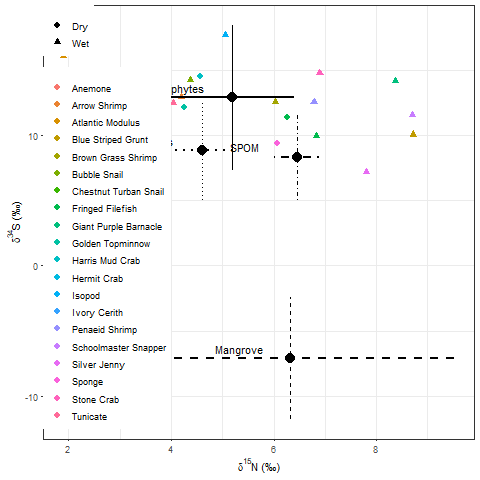 Dry
Wet
phytes
Anemone
Arrow Shrimp
Atlantic Modulus
Blue Striped Grunt
Brown Grass Shrimp
Bubble Snail
Chestnut Turban Snail
Fringed Filefish
Giant Purple Barnacle
Golden Topminnow
Harris Mud Crab
Hermit Crab
Isopod
Ivory Cerith
Penaeid Shrimp
Schoolmaster Snapper
Silver Jenny
Sponge
Stone Crab
Tunicate
s
SPOM
Mangrove
10
0
-10
δ³⁴S (‰)
2 4 6 8
δ¹⁵N (‰)